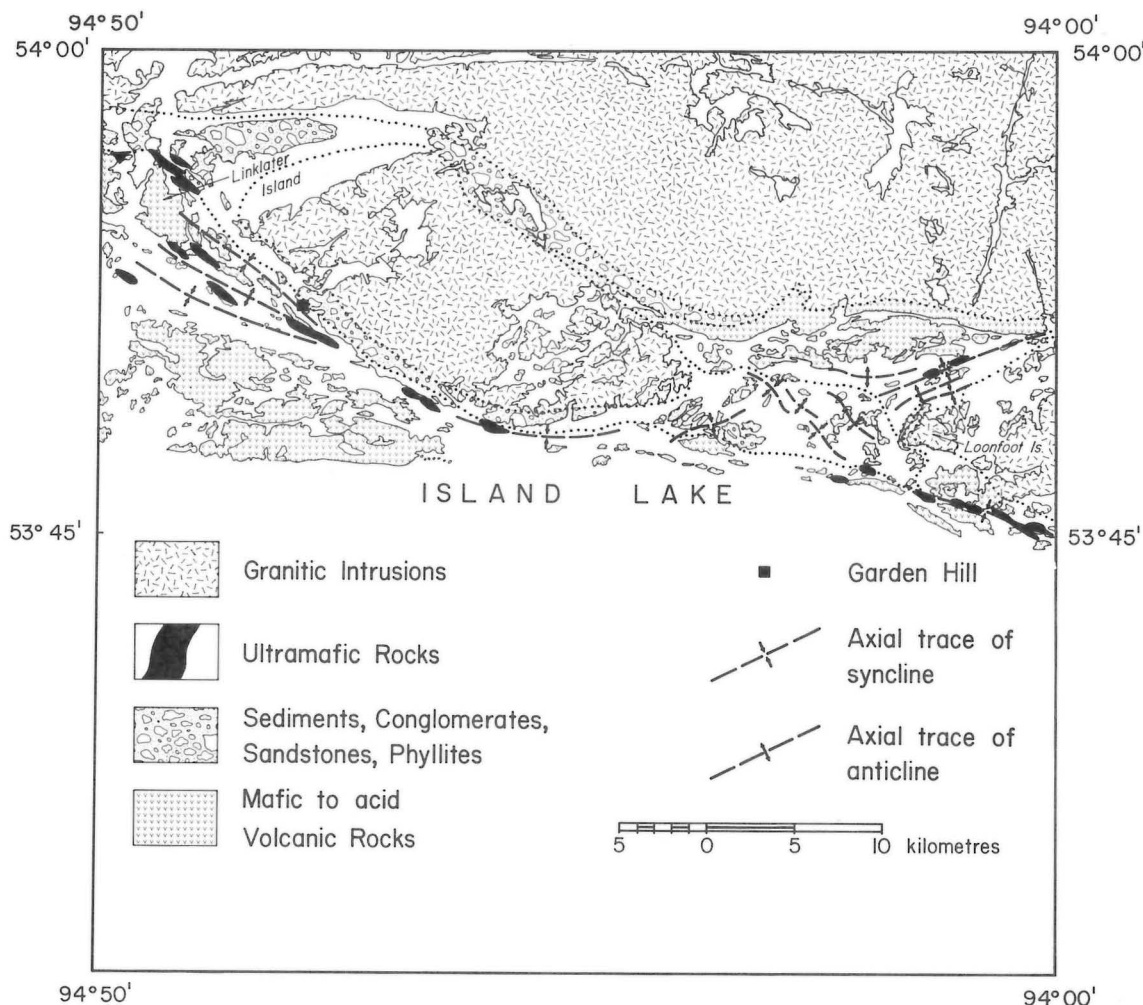 94°50'
94°00'
54°00'
54°00'
Linklater
Island
Loonfoot Is.
ISLAND LAKE
53°45'
53°45'
Granitic Intrusions
Ultramafic Rocks
Sediments, Conglomerates,
Sandstones, Phyllites
Mafic to acid
Volcanic Rocks
Garden Hill
Axial trace of
syncline
Axial trace of
anticline
5 0 5 10 kilometres
94°50'
94°00'